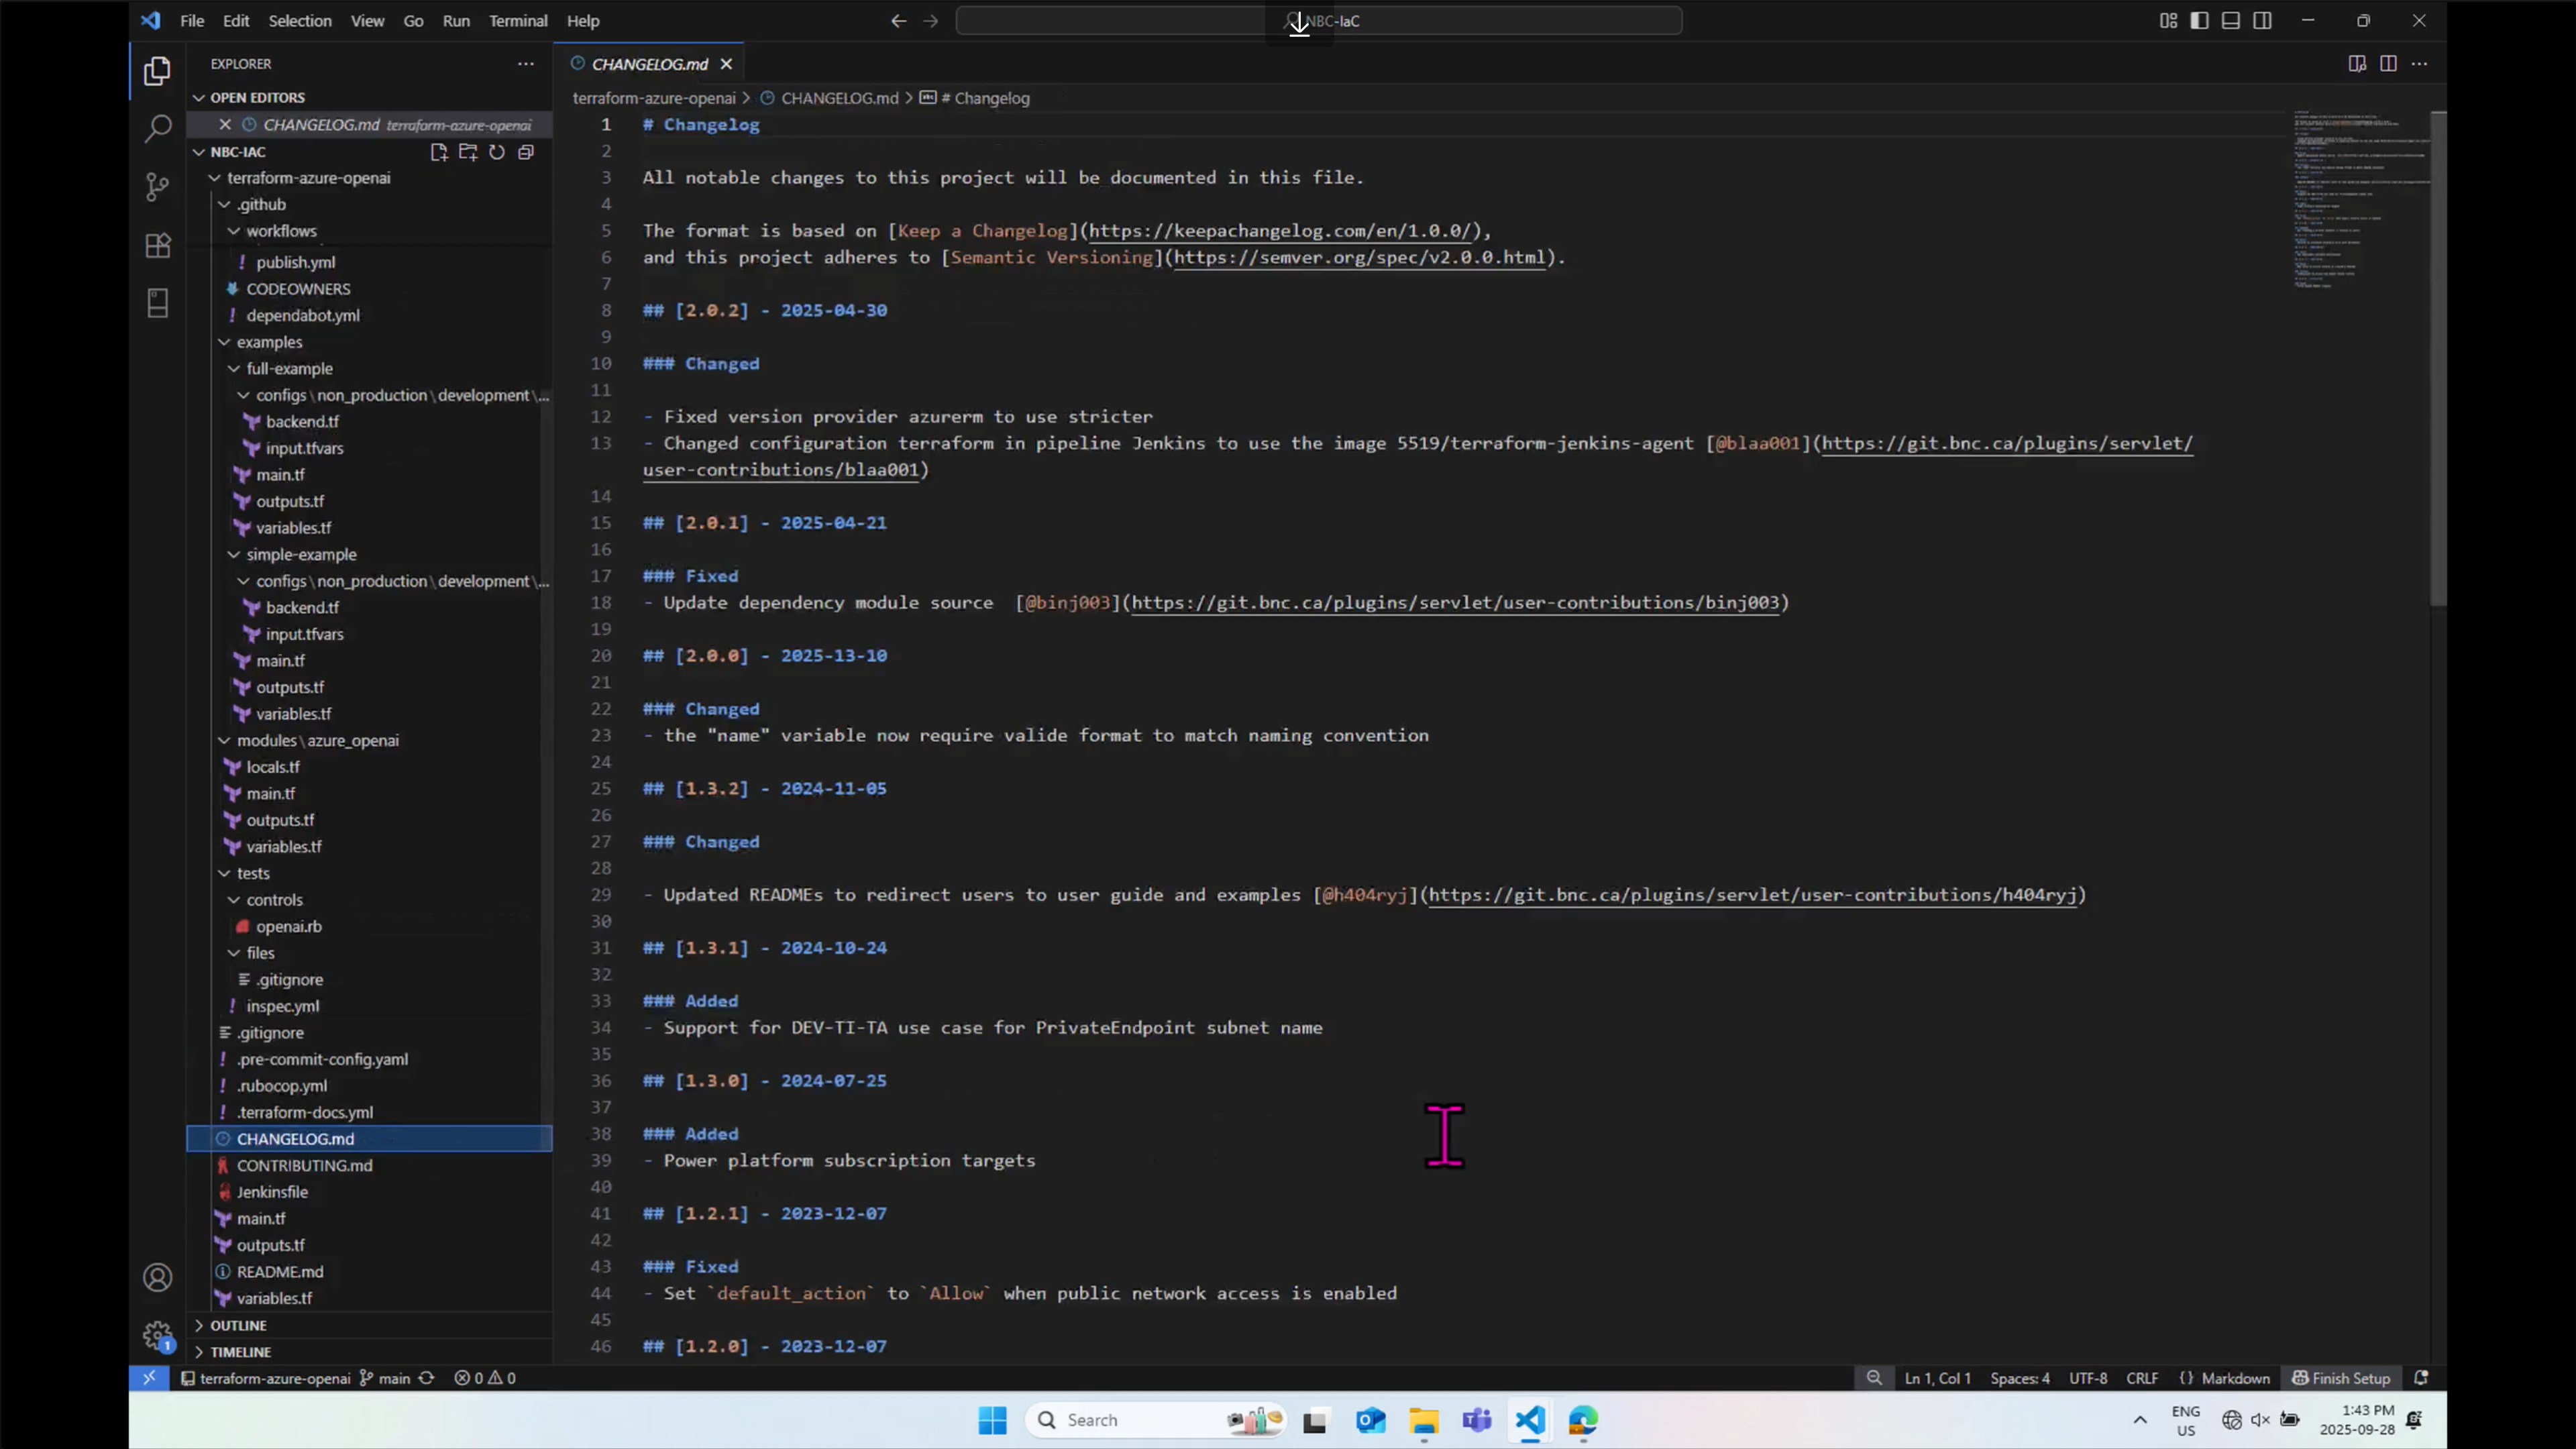 File Edit Selection View Go Run Terminal Help
NBC-IaC
EXPLORER
OPEN EDITORS
CHANGELOG.md terraform-azure-openai
NBC-IAC
terraform-azure-openai
.github
workflows
publish.yml
CODEOWNERS
dependabot.yml
examples
full-example
configs\non_production\development\...
backend.tf
input.tfvars
main.tf
outputs.tf
variables.tf
simple-example
configs\non_production\development\...
backend.tf
input.tfvars
main.tf
outputs.tf
variables.tf
modules\azure_openai
locals.tf
main.tf
outputs.tf
variables.tf
tests
controls
openai.rb
files
.gitignore
inspec.yml
.gitignore
.pre-commit-config.yaml
.rubocop.yml
.terraform-docs.yml
CHANGELOG.md
CONTRIBUTING.md
Jenkinsfile
main.tf
outputs.tf
README.md
variables.tf
OUTLINE
TIMELINE
CHANGELOG.md
terraform-azure-openai > CHANGELOG.md > # Changelog
1 # Changelog
2
3 All notable changes to this project will be documented in this file.
4
5 The format is based on [Keep a Changelog](https://keepachangelog.com/en/1.0.0/),
6 and this project adheres to [Semantic Versioning](https://semver.org/spec/v2.0.0.html).
7
8 ## [2.0.2] - 2025-04-30
9
10 ### Changed
11
12 - Fixed version provider azurerm to use stricter
13 - Changed configuration terraform in pipeline Jenkins to use the image 5519/terraform-jenkins-agent [@blaa001](https://git.bnc.ca/plugins/servlet/
user-contributions/blaa001)
14
15 ## [2.0.1] - 2025-04-21
16
17 ### Fixed
18 - Update dependency module source  [@binj003](https://git.bnc.ca/plugins/servlet/user-contributions/binj003)
19
20 ## [2.0.0] - 2025-13-10
21
22 ### Changed
23 - the "name" variable now require valide format to match naming convention
24
25 ## [1.3.2] - 2024-11-05
26
27 ### Changed
28
29 - Updated READMEs to redirect users to user guide and examples [@h404ryj](https://git.bnc.ca/plugins/servlet/user-contributions/h404ryj)
30
31 ## [1.3.1] - 2024-10-24
32
33 ### Added
34 - Support for DEV-TI-TA use case for PrivateEndpoint subnet name
35
36 ## [1.3.0] - 2024-07-25
37
38 ### Added
39 - Power platform subscription targets
40
41 ## [1.2.1] - 2023-12-07
42
43 ### Fixed
44 - Set `default_action` to `Allow` when public network access is enabled
45
46 ## [1.2.0] - 2023-12-07
1
terraform-azure-openai main 0 0 Ln 1, Col 1 Spaces: 4 UTF-8 CRLF {} Markdown Finish Setup
Search
ENG
US
1:43 PM
2025-09-28